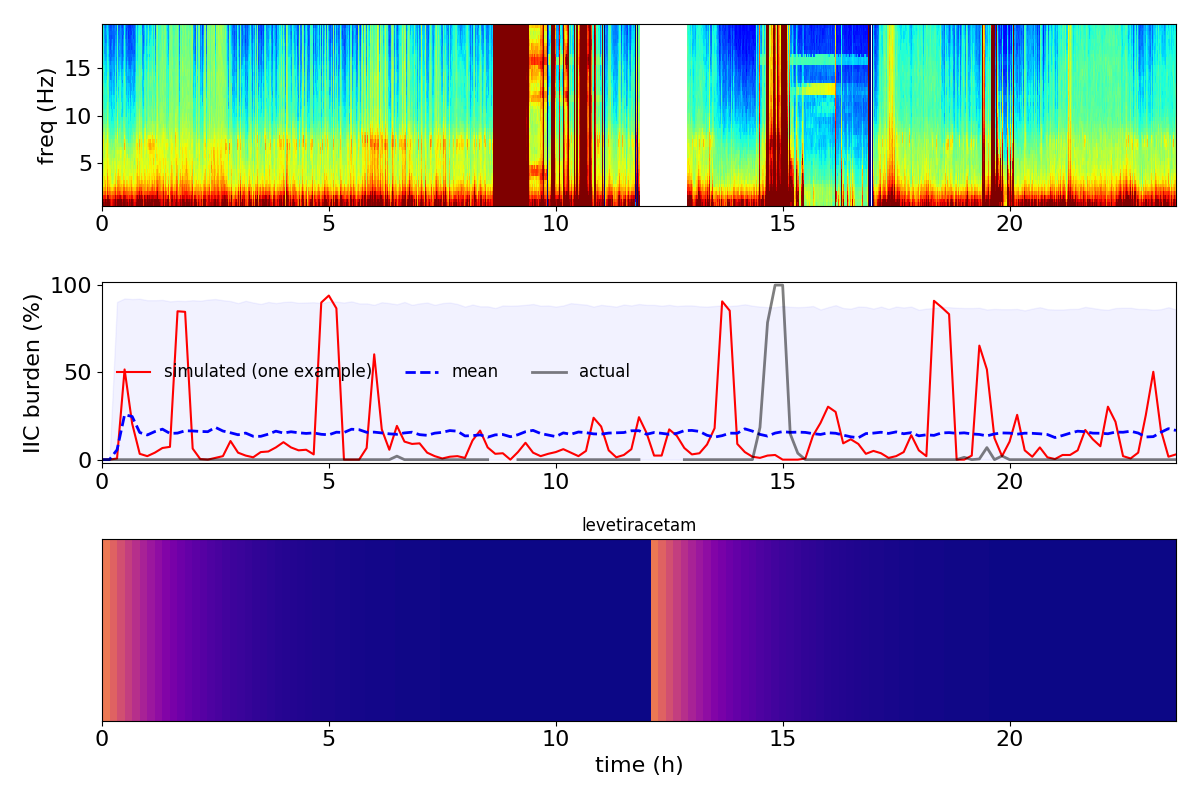 freq (Hz)
15
10
5
0 5 10 15 20
IIC burden (%)
100
50
0
simulated (one example) mean actual
0 5 10 15 20
levetiracetam
0 5 10 15 20
time (h)